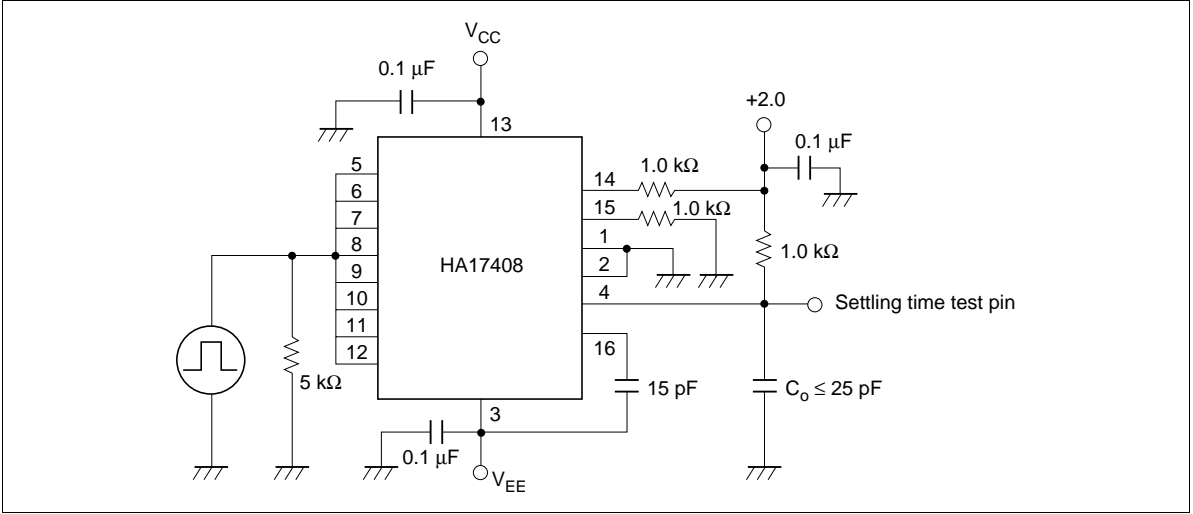 V_CC
0.1 μF
+2.0
13
0.1 μF
5
6
7
8
9
10
11
12
HA17408
14
1.0 kΩ
15
1.0 kΩ
1
2
1.0 kΩ
4
Settling time test pin
16
5 kΩ
15 pF
C_o ≤ 25 pF
3
0.1 μF
V_EE